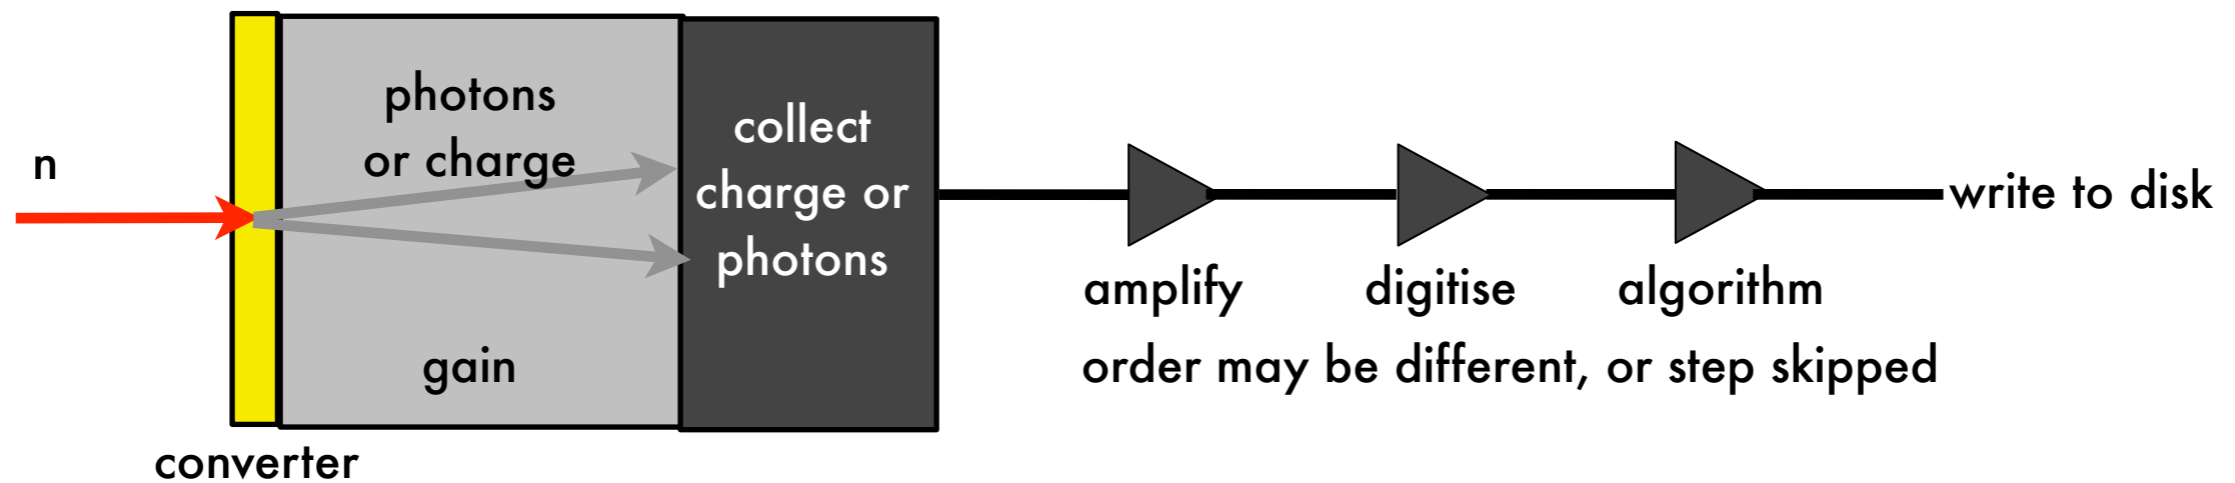 n
photons
or charge
gain
converter
collect
charge or
photons
amplify
digitise
algorithm
order may be different, or step skipped
write to disk